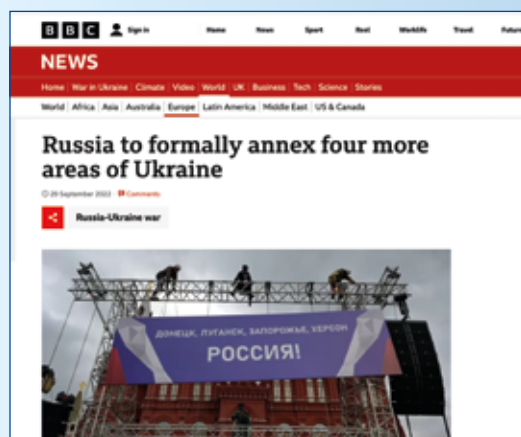 BBC Sign in Home News Sport Reel Worklife Travel Future
NEWS
Home War in Ukraine Climate Video World UK Business Tech Science Stories
World Africa Asia Australia Europe Latin America Middle East US & Canada
Russia to formally annex four more
areas of Ukraine
September 2022 Comments
Russia-Ukraine war
ДОНЕЦК, ЛУГАНСК, ЗАПОРОЖЬЕ, ХЕРСОН
РОССИЯ!